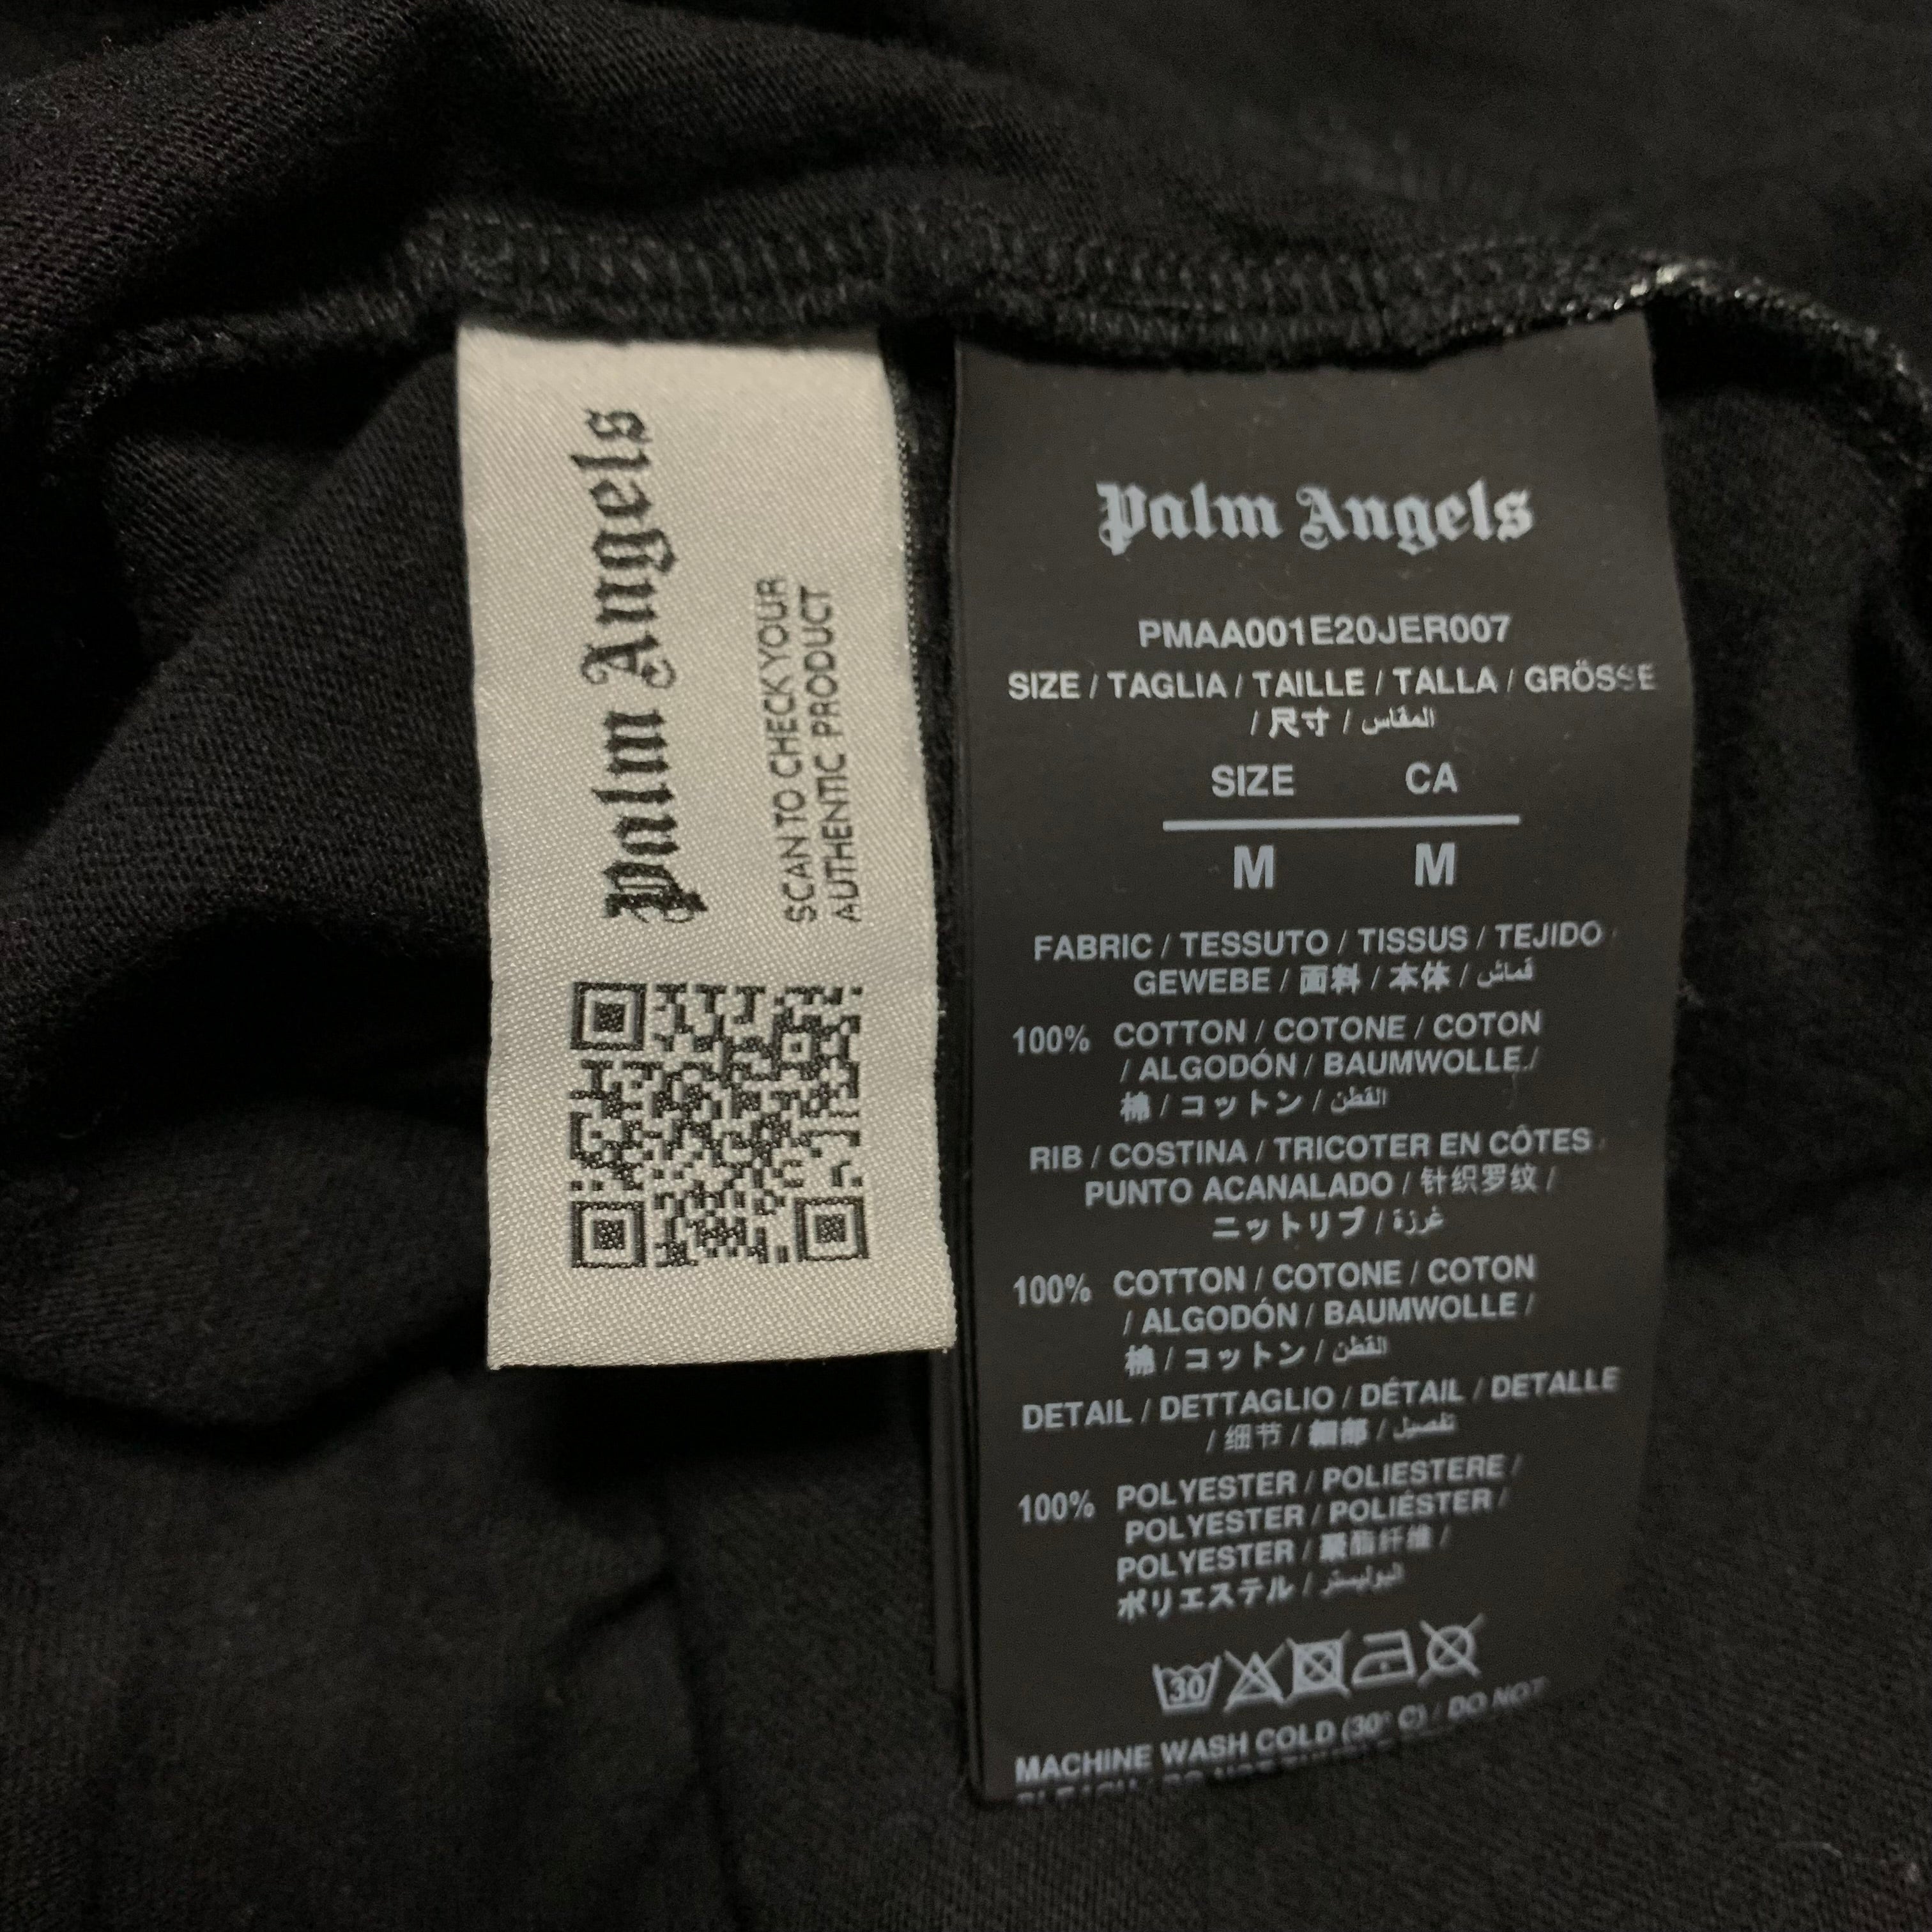 Palm Angels
SCAN TO CHECK YOUR
AUTHENTIC PRODUCT
Palm Angels
PMAA001E20JER007
SIZE / TAGLIA / TAILLE / TALLA / GRÖSSE
/ 尺寸 / المقاس
SIZE CA
M M
FABRIC / TESSUTO / TISSUS / TEJIDO
GEWEBE / 面料 / 本体 / قماش
100% COTTON / COTONE / COTON
/ ALGODÓN / BAUMWOLLE /
棉 / コットン / القطن
RIB / COSTINA / TRICOTER EN CÔTES /
PUNTO ACANALADO / 针织罗纹 /
ニットリブ / غرزة
100% COTTON / COTONE / COTON
/ ALGODÓN / BAUMWOLLE /
棉 / コットン / القطن
DETAIL / DETTAGLIO / DÉTAIL / DETALLE
/ 细节 / 細部 / تفصيل
100% POLYESTER / POLIESTERE /
POLYESTER / POLIÉSTER /
POLYESTER / 聚酯纤维 /
ポリエステル / البوليستر
30
MACHINE WASH COLD (30° C) / DO NOT
BLEACH / DO NOT TUMBLE